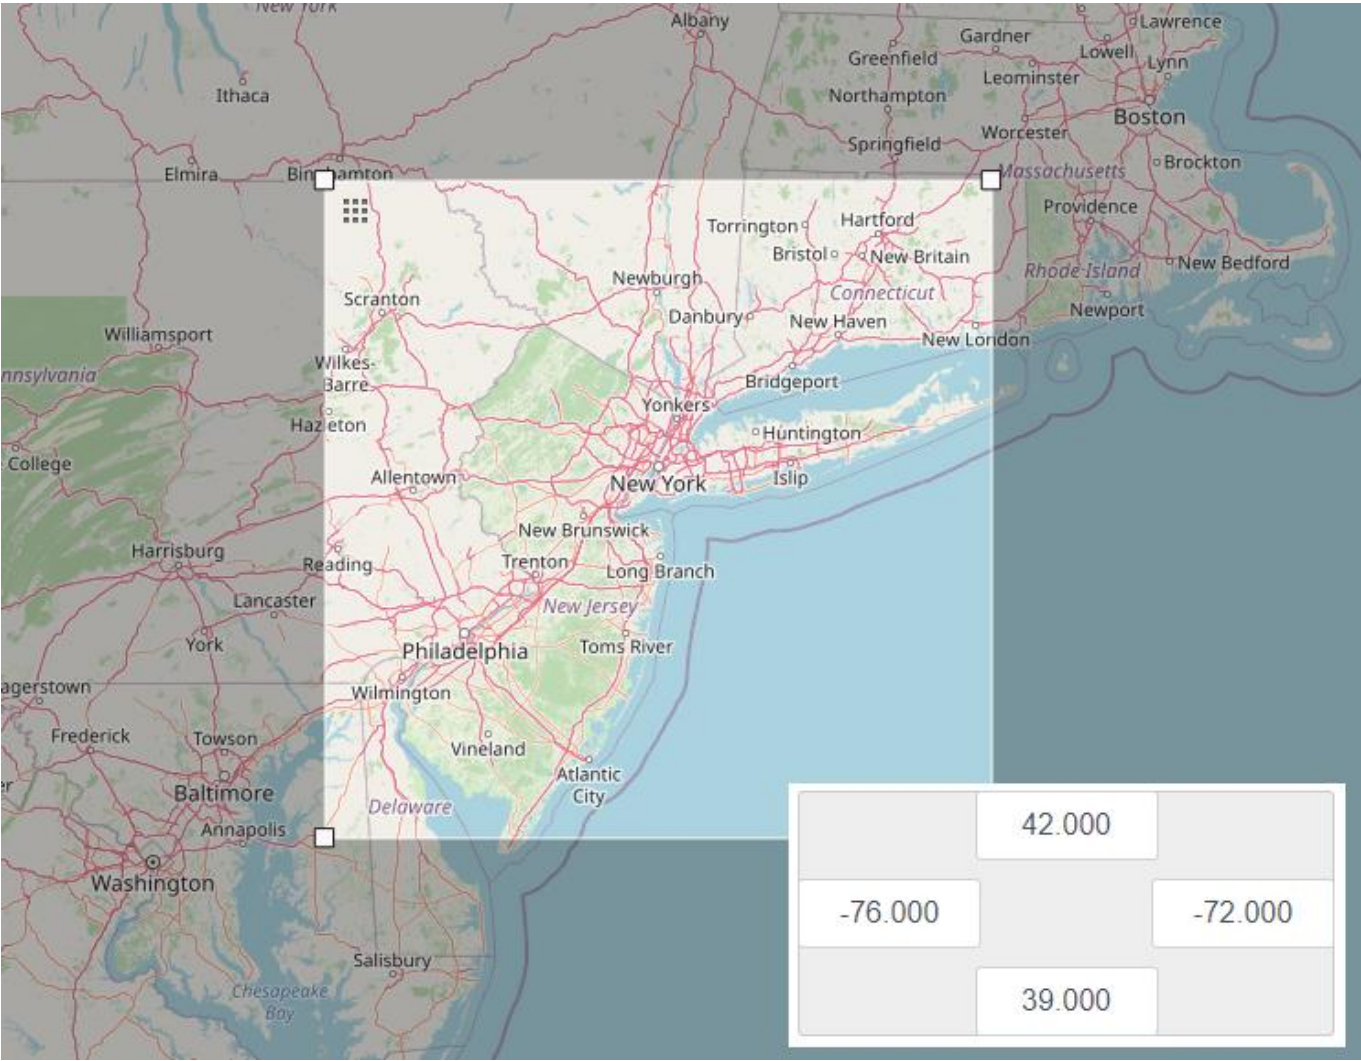 New York
Albany
Lawrence
Gardner
Lowell
Lynn
Greenfield
Leominster
Ithaca
Northampton
Boston
Worcester
Springfield
Brockton
Elmira
Binghamton
Massachusetts
Providence
Torrington
Hartford
Bristol
New Britain
New Bedford
Rhode Island
Newburgh
Connecticut
Scranton
Newport
Danbury
New Haven
Williamsport
New London
Wilkes-
Barre
nnsylvania
Bridgeport
Yonkers
Hazleton
Huntington
College
Allentown
New York
Islip
New Brunswick
Harrisburg
Reading
Trenton
Long Branch
Lancaster
New Jersey
York
Philadelphia
Toms River
agerstown
Wilmington
Frederick
Towson
Vineland
Atlantic
City
er
Baltimore
Delaware
Annapolis
Washington
Salisbury
Chesapeake
Bay
42.000
-76.000
-72.000
39.000